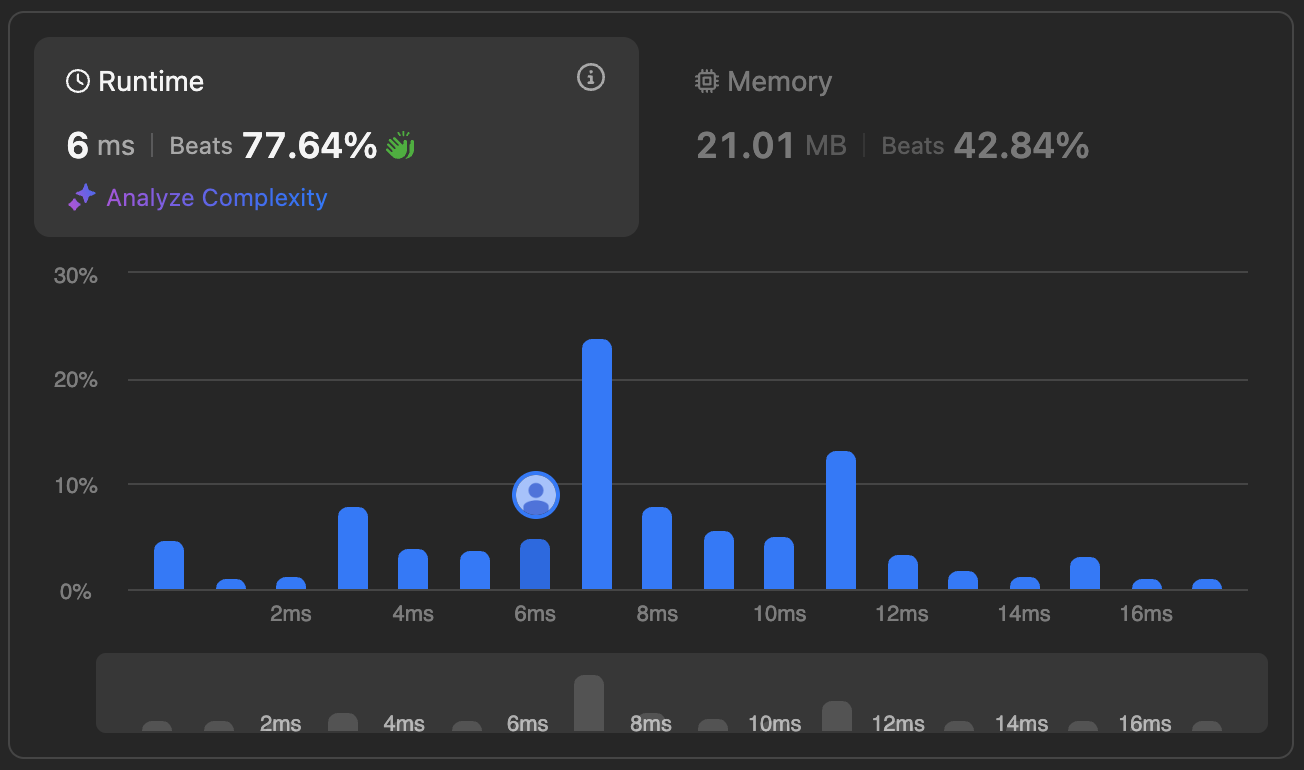 Runtime
6 ms | Beats 77.64%
Analyze Complexity
Memory
21.01 MB | Beats 42.84%
30%
20%
10%
0%
2ms 4ms 6ms 8ms 10ms 12ms 14ms 16ms
2ms 4ms 6ms 8ms 10ms 12ms 14ms 16ms